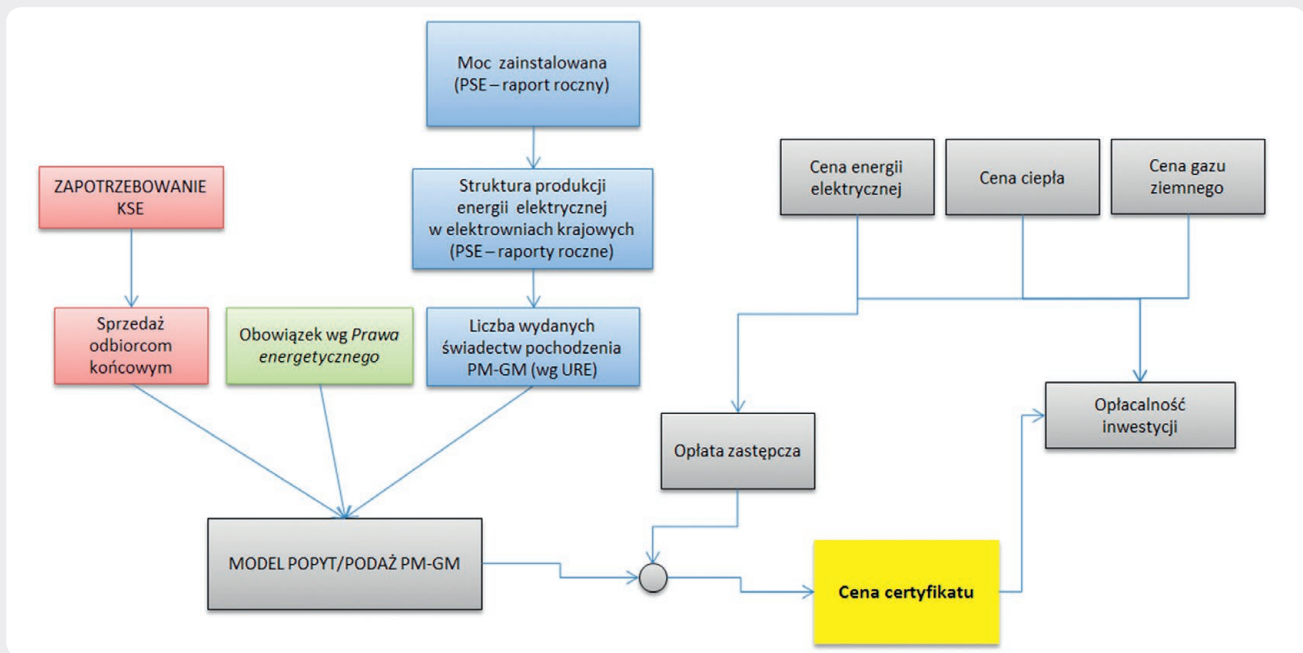 Moc zainstalowana
(PSE – raport roczny)
ZAPOTRZEBOWANIE
KSE
Struktura produkcji
energii elektrycznej
w elektrowniach krajowych
(PSE – raporty roczne)
Cena energii
elektrycznej
Cena ciepła
Cena gazu
ziemnego
Sprzedaż
odbiorcom
końcowym
Obowiązek wg Prawa
energetycznego
Liczba wydanych
świadectw pochodzenia
PM-GM (wg URE)
Opłata zastępcza
Opłacalność
inwestycji
MODEL POPYT/PODAŻ PM-GM
Cena certyfikatu